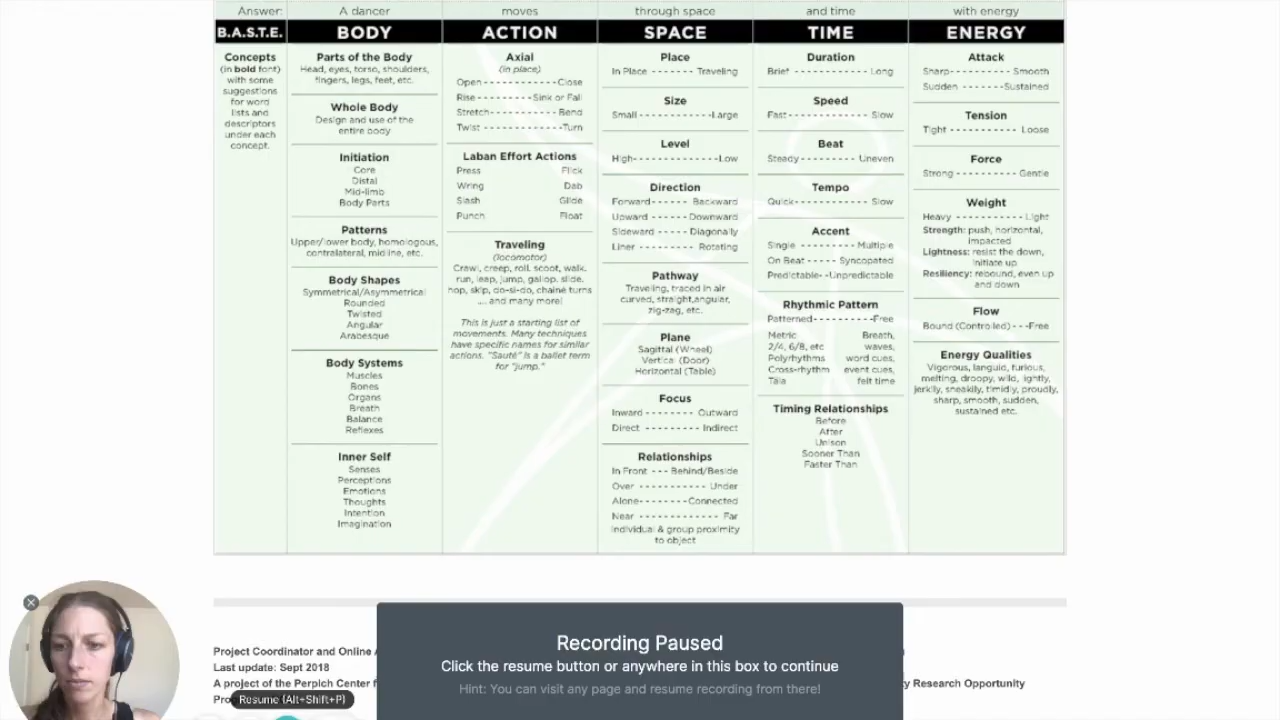 Answer: A dancer moves through space and time with energy
B.A.S.T.E. BODY ACTION SPACE TIME ENERGY
Concepts
(in bold font)
with some
suggestions
for word
lists and
descriptors
under each
concept.
Parts of the Body
Head, eyes, torso, shoulders,
fingers, legs, feet, etc.
Whole Body
Design and use of the
entire body
Initiation
Core
Distal
Mid-limb
Body Parts
Patterns
Upper/lower body, homologous,
contralateral, midline, etc.
Body Shapes
Symmetrical/Asymmetrical
Rounded
Twisted
Angular
Arabesque
Body Systems
Muscles
Bones
Organs
Breath
Balance
Reflexes
Inner Self
Senses
Perceptions
Emotions
Thoughts
Intention
Imagination
Axial
(in place)
Open --------------- Close
Rise --------- Sink or Fall
Stretch ------------ Bend
Twist --------------- Turn
Laban Effort Actions
Press Flick
Wring Dab
Slash Glide
Punch Float
Traveling
(locomotor)
Crawl, creep, roll, scoot, walk,
run, leap, jump, gallop, slide,
hop, skip, do-si-do, chainé turns
.... and many more!
This is just a starting list of
movements. Many techniques
have specific names for similar
actions. "Sauté" is a ballet term
for "jump."
Place
In Place ------ Traveling
Size
Small ---------------- Large
Level
High ----------------- Low
Direction
Forward ------ Backward
Upward ---- Downward
Sideward ---- Diagonally
Liner -------- Rotating
Pathway
Traveling, traced in air
curved, straight,angular,
zig-zag, etc.
Plane
Sagittal (Wheel)
Vertical (Door)
Horizontal (Table)
Focus
Inward -------- Outward
Direct --------- Indirect
Relationships
In Front --- Behind/Beside
Over ------------ Under
Alone ------- Connected
Near -------------- Far
Individual & group proximity
to object
Duration
Brief ------------- Long
Speed
Fast -------------- Slow
Beat
Steady --------- Uneven
Tempo
Quick ------------- Slow
Accent
Single --------- Multiple
On Beat ----- Syncopated
Predictable--Unpredictable
Rhythmic Pattern
Patterned ----------- Free
Metric Breath,
2/4, 6/8, etc waves,
Polyrhythms word cues,
Cross-rhythm event cues,
Tāla felt time
Timing Relationships
Before
After
Unison
Sooner Than
Faster Than
Attack
Sharp ---------- Smooth
Sudden ------- Sustained
Tension
Tight ------------ Loose
Force
Strong ---------- Gentle
Weight
Heavy ------------ Light
Strength: push, horizontal,
impacted
Lightness: resist the down,
initiate up
Resiliency: rebound, even up
and down
Flow
Bound (Controlled) --- Free
Energy Qualities
Vigorous, languid, furious,
melting, droopy, wild, lightly,
jerkily, sneakily, timidly, proudly,
sharp, smooth, sudden,
sustained etc.
Project Coordinator and Online
Last update: Sept 2018
A project of the Perpich Center
Research Opportunity
Resume (Alt+Shift+P)
Recording Paused
Click the resume button or anywhere in this box to continue
Hint: You can visit any page and resume recording from there!